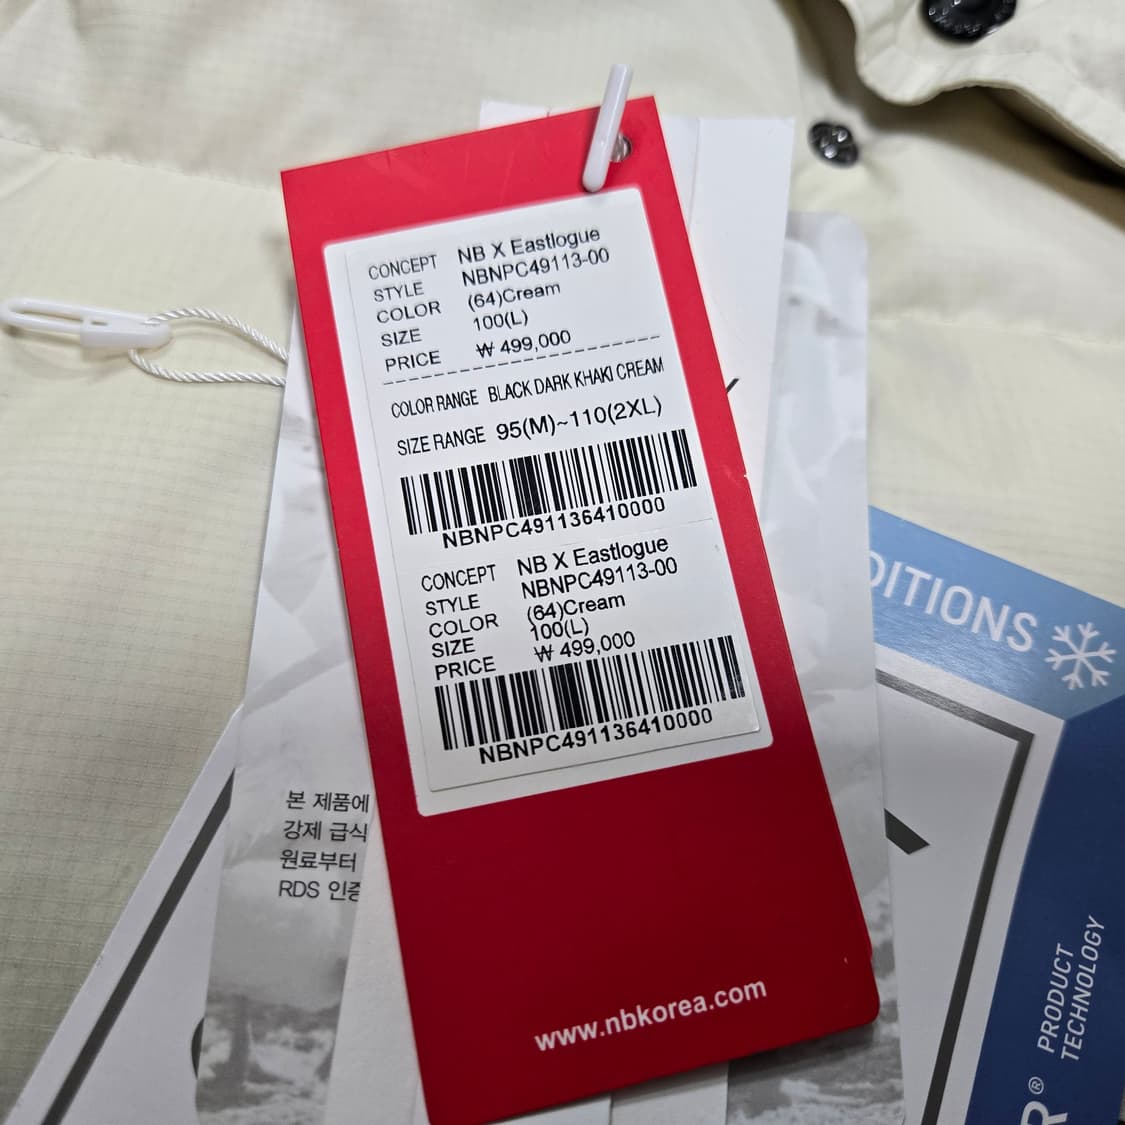 CONCEPT NB X Eastlogue
STYLE NBNPC49113-00
COLOR (64)Cream
SIZE 100(L)
PRICE ₩ 499,000
COLOR RANGE BLACK DARK KHAKI CREAM
SIZE RANGE 95(M)~110(2XL)
NBNPC491136410000
CONCEPT NB X Eastlogue
STYLE NBNPC49113-00
COLOR (64)Cream
SIZE 100(L)
PRICE ₩ 499,000
NBNPC491136410000
www.nbkorea.com
본 제품에
강제 급식
원료부터
RDS 인증
DITIONS
PRODUCT
TECHNOLOGY
R®